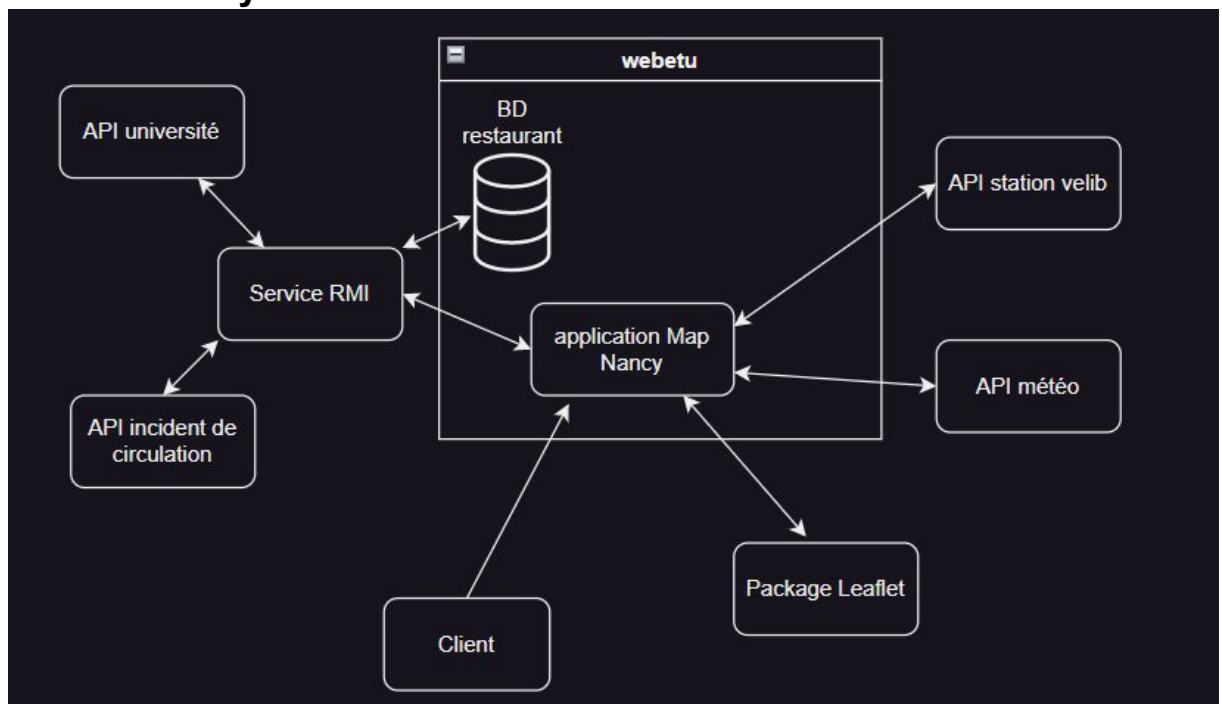 webetu
BD
restaurant
API université
API station velib
Service RMI
application Map
Nancy
API météo
API incident de
circulation
Package Leaflet
Client